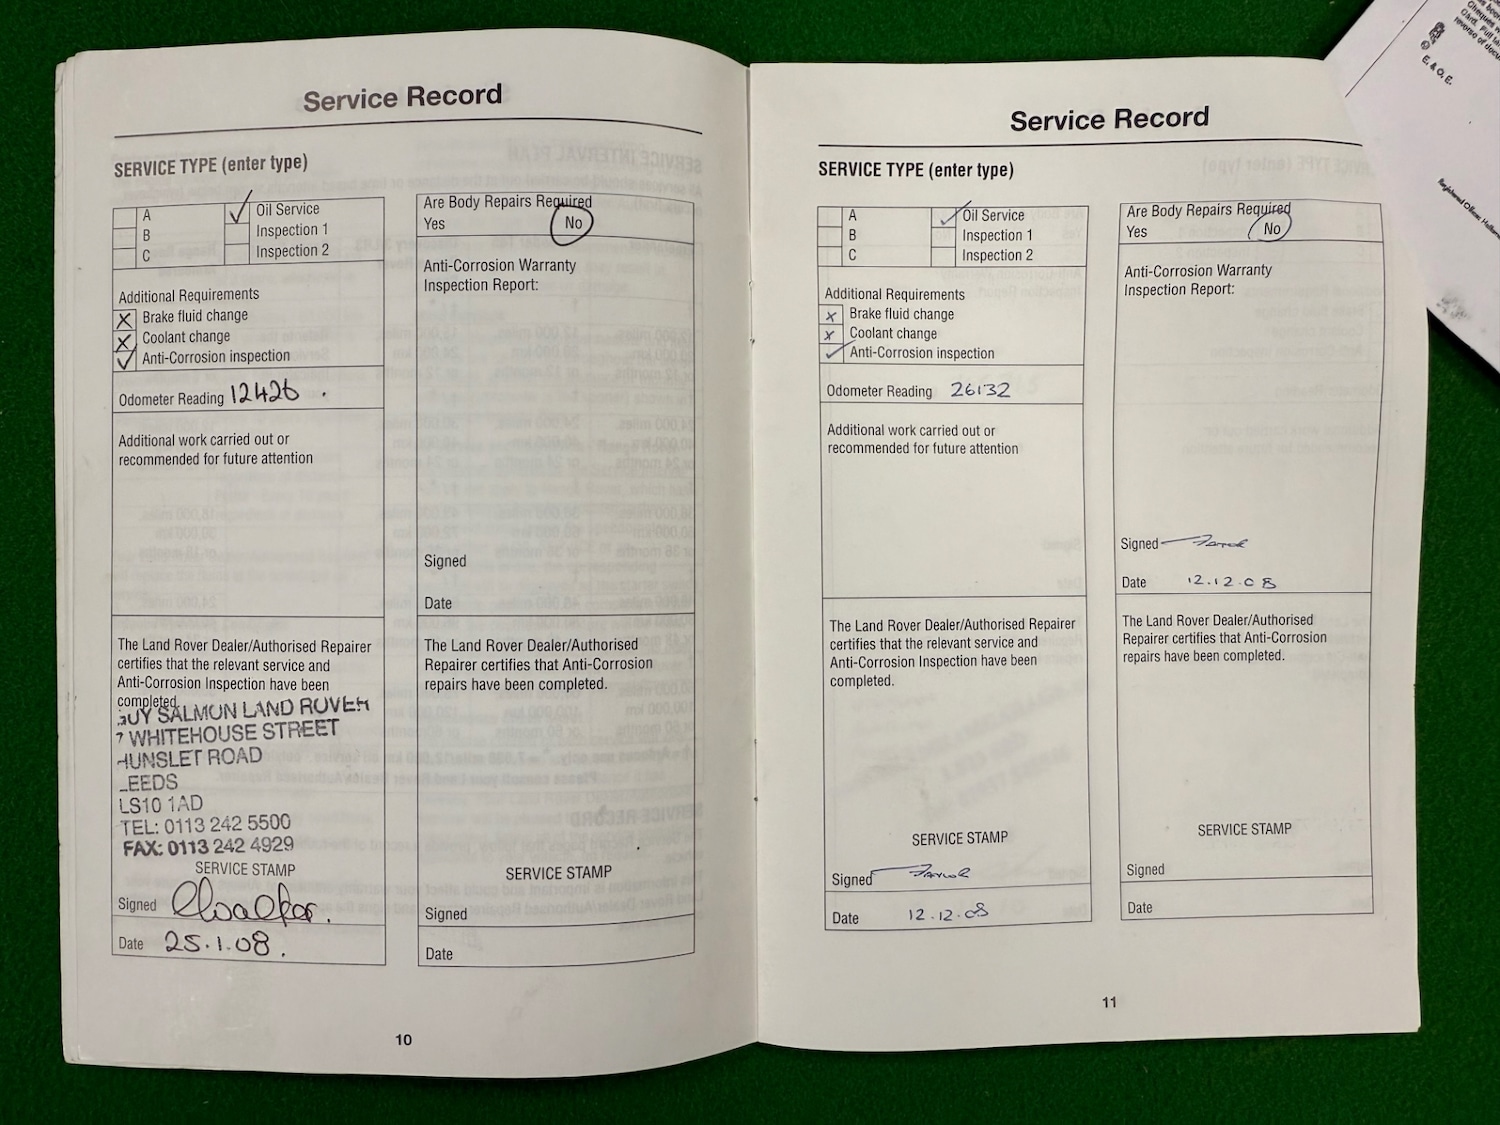 Service Record
SERVICE TYPE (enter type)
A
B
C
✓ Oil Service
Inspection 1
Inspection 2
Additional Requirements
X Brake fluid change
X Coolant change
✓ Anti-Corrosion inspection
Odometer Reading 12426 .
Additional work carried out or
recommended for future attention
The Land Rover Dealer/Authorised Repairer
certifies that the relevant service and
Anti-Corrosion Inspection have been
completed.
GUY SALMON LAND ROVER
7 WHITEHOUSE STREET
HUNSLET ROAD
LEEDS
LS10 1AD
TEL: 0113 242 5500
FAX: 0113 242 4929
SERVICE STAMP
Signed
Date 25.1.08.
Are Body Repairs Required
Yes No
Anti-Corrosion Warranty
Inspection Report:
Signed
Date
The Land Rover Dealer/Authorised
Repairer certifies that Anti-Corrosion
repairs have been completed.
SERVICE STAMP
Signed
Date
10
Service Record
SERVICE TYPE (enter type)
A
B
C
✓ Oil Service
Inspection 1
Inspection 2
Additional Requirements
x Brake fluid change
x Coolant change
✓ Anti-Corrosion inspection
Odometer Reading 26132
Additional work carried out or
recommended for future attention
The Land Rover Dealer/Authorised Repairer
certifies that the relevant service and
Anti-Corrosion Inspection have been
completed.
SERVICE STAMP
Signed
Date 12.12.08
Are Body Repairs Required
Yes No
Anti-Corrosion Warranty
Inspection Report:
Signed
Date 12.12.08
The Land Rover Dealer/Authorised
Repairer certifies that Anti-Corrosion
repairs have been completed.
SERVICE STAMP
Signed
Date
11
E. & O. E.
Registered Office: